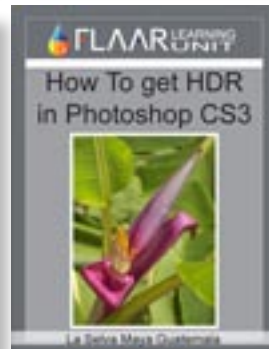 FLAAR LEARNING
UNIT
How To get HDR
in Photoshop CS3
La Selva Maya Guatemala